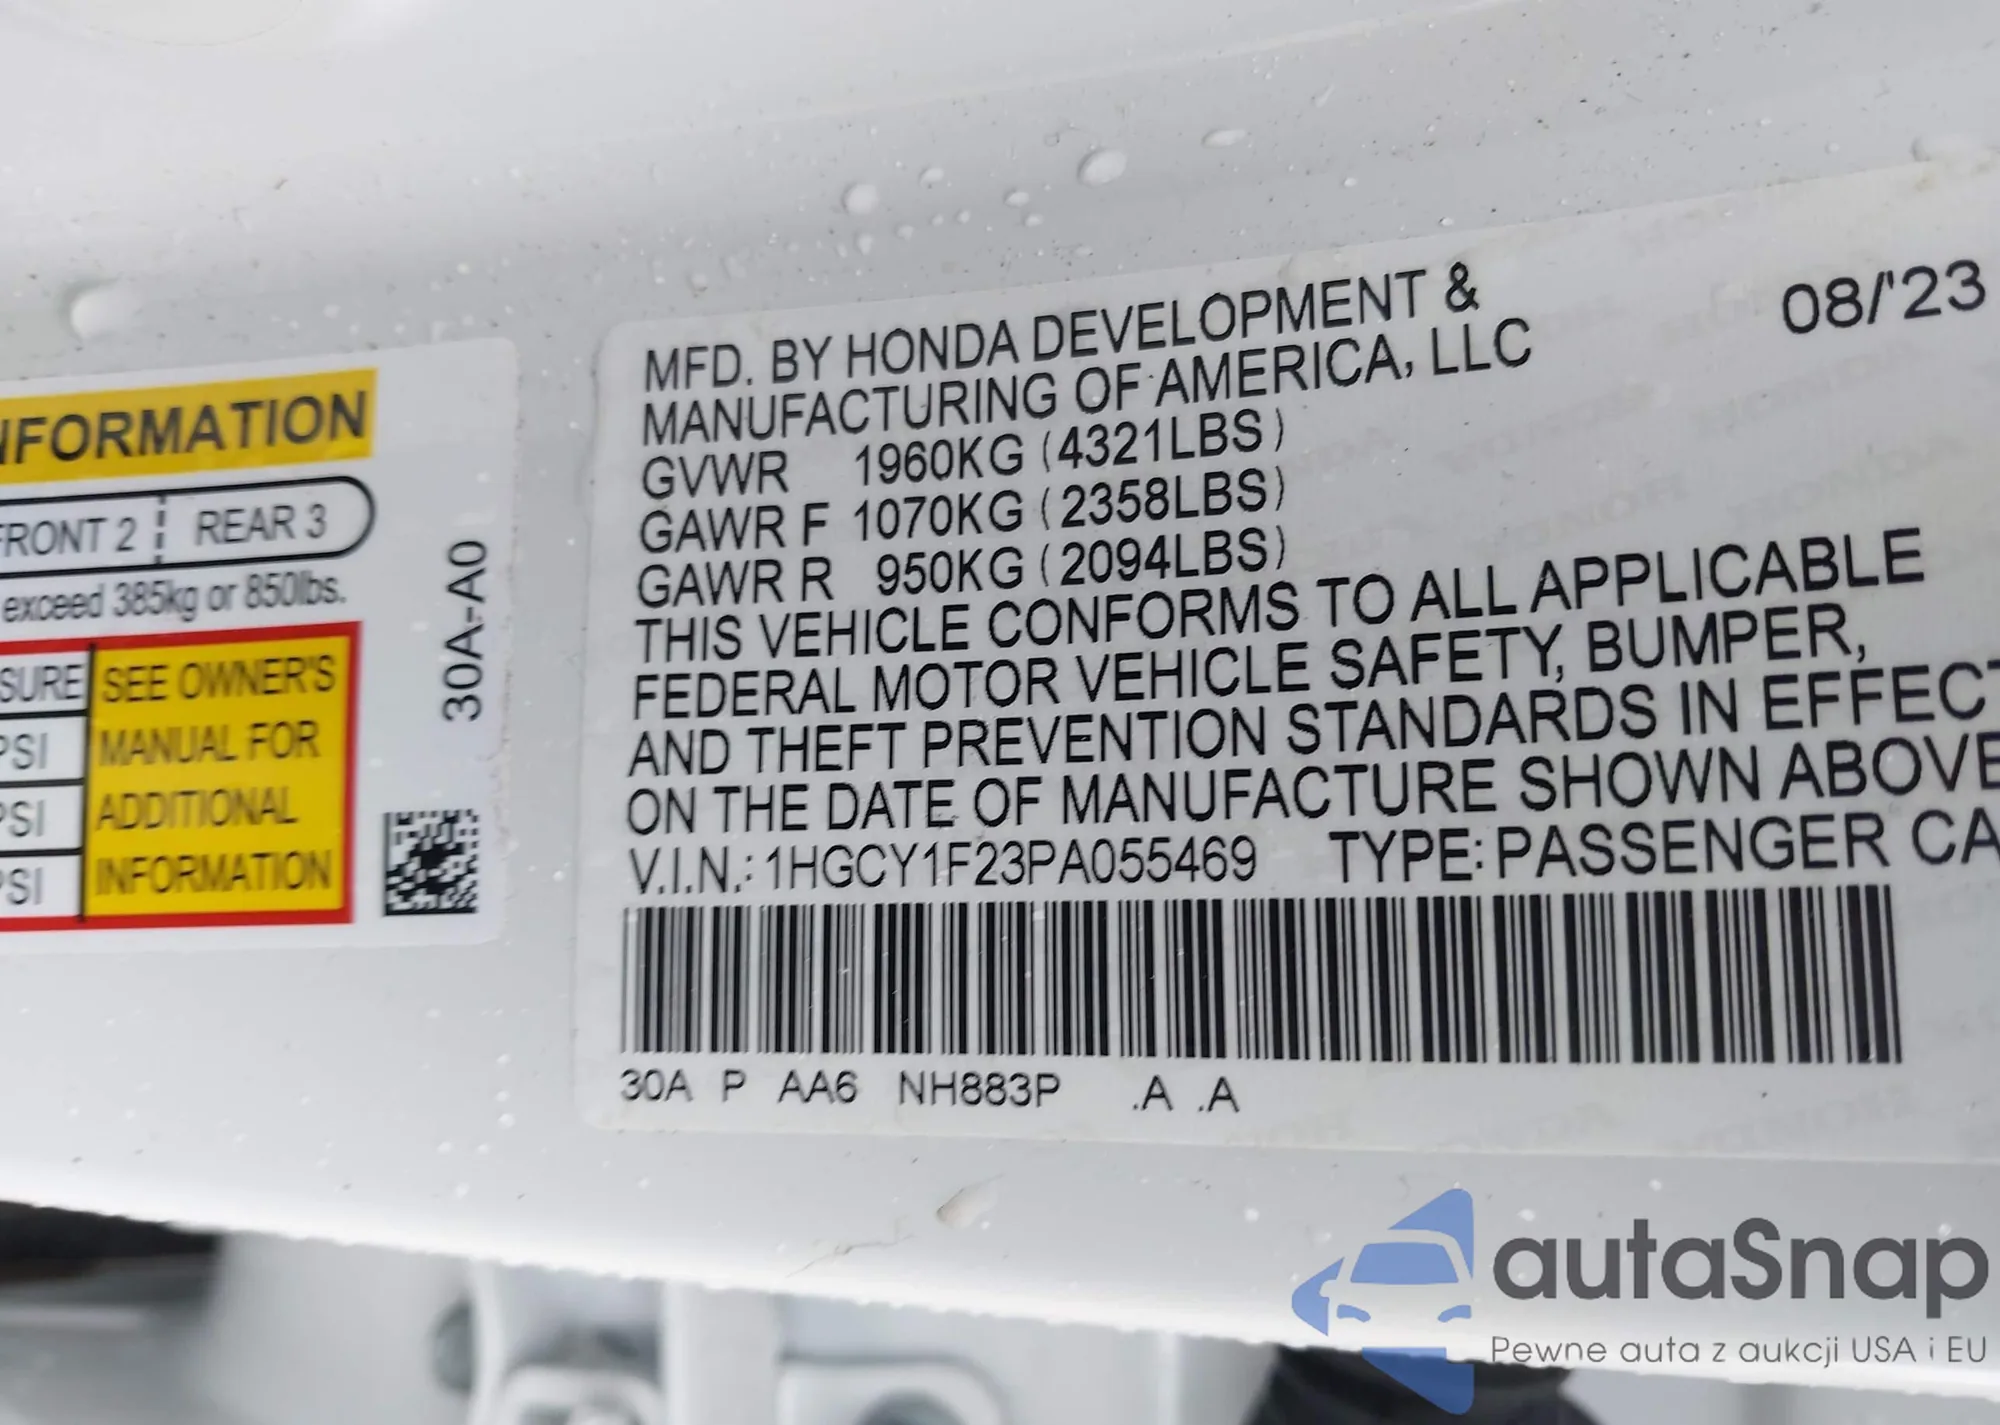 NFORMATION
FRONT 2 REAR 3
exceed 385kg or 850lbs.
SURE SEE OWNER'S
PSI MANUAL FOR
PSI ADDITIONAL
PSI INFORMATION
30A-A0
08/'23
MFD. BY HONDA DEVELOPMENT &
MANUFACTURING OF AMERICA, LLC
GVWR 1960KG (4321LBS)
GAWR F 1070KG (2358LBS)
GAWR R 950KG (2094LBS)
THIS VEHICLE CONFORMS TO ALL APPLICABLE
FEDERAL MOTOR VEHICLE SAFETY, BUMPER,
AND THEFT PREVENTION STANDARDS IN EFFECT
ON THE DATE OF MANUFACTURE SHOWN ABOVE
V.I.N.: 1HGCY1F23PA055469 TYPE: PASSENGER CA
30A P AA6 NH883P .A .A
autaSnap
Pewne auta z aukcji USA i EU